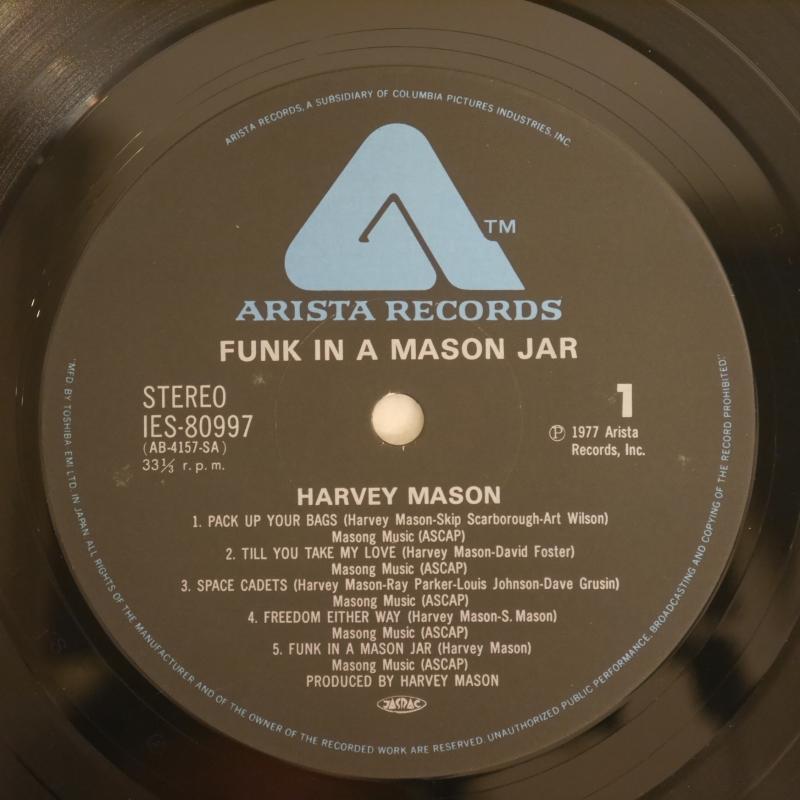 ARISTA RECORDS, A SUBSIDIARY OF COLUMBIA PICTURES INDUSTRIES, INC.
TM
ARISTA RECORDS
FUNK IN A MASON JAR
STEREO
IES-80997
(AB-4157-SA)
33⅓ r.p.m.
1
Ⓟ 1977 Arista
Records, Inc.
HARVEY MASON
1. PACK UP YOUR BAGS (Harvey Mason-Skip Scarborough-Art Wilson)
Masong Music (ASCAP)
2. TILL YOU TAKE MY LOVE (Harvey Mason-David Foster)
Masong Music (ASCAP)
3. SPACE CADETS (Harvey Mason-Ray Parker-Louis Johnson-Dave Grusin)
Masong Music (ASCAP)
4. FREEDOM EITHER WAY (Harvey Mason-S. Mason)
Masong Music (ASCAP)
5. FUNK IN A MASON JAR (Harvey Mason)
Masong Music (ASCAP)
PRODUCED BY HARVEY MASON
JASRAC
"MFD. BY TOSHIBA EMI LTD. IN JAPAN. ALL RIGHTS OF THE MANUFACTURER AND OF THE OWNER OF THE RECORDED WORK ARE RESERVED. UNAUTHORIZED PUBLIC PERFORMANCE, BROADCASTING AND COPYING OF THE RECORD PROHIBITED."